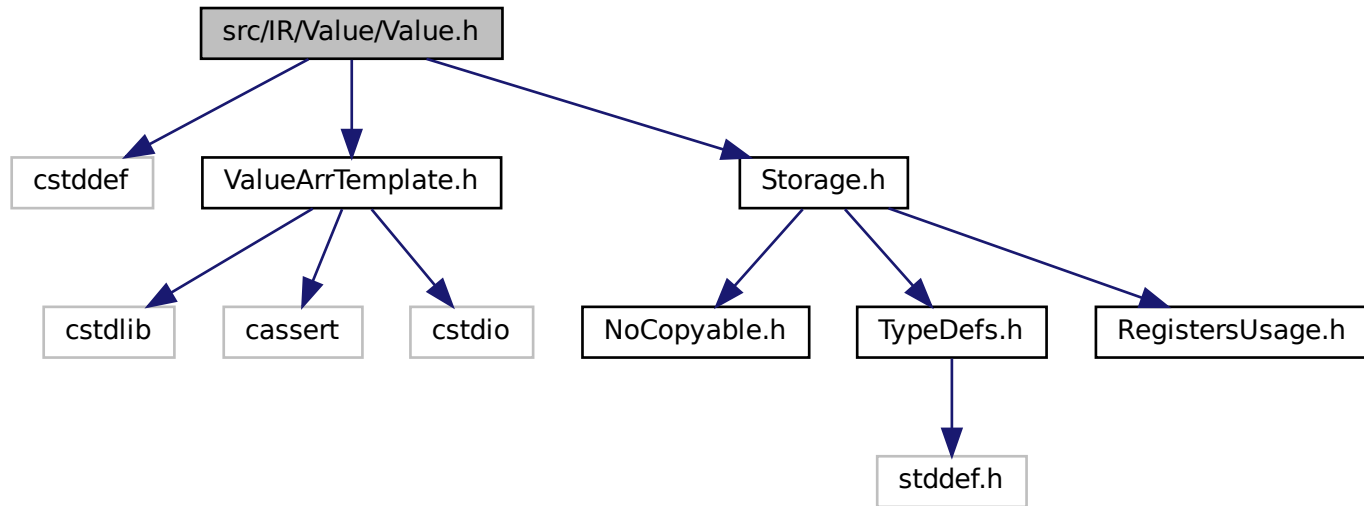 src/IR/Value/Value.h
cstddef
ValueArrTemplate.h
Storage.h
cstdlib
cassert
cstdio
NoCopyable.h
TypeDefs.h
RegistersUsage.h
stddef.h